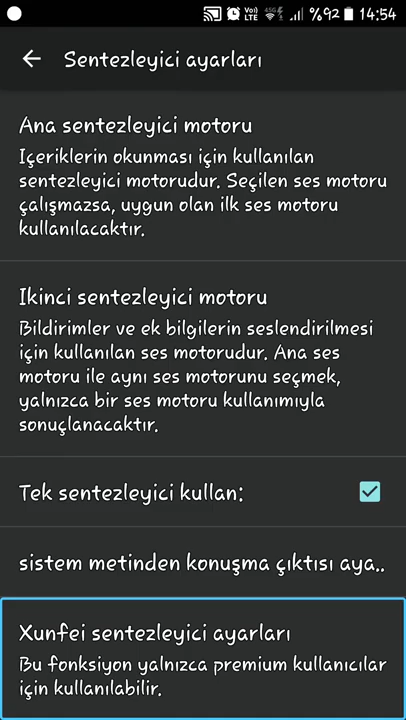 %92 14:54
Sentezleyici ayarları
Ana sentezleyici motoru
İçeriklerin okunması için kullanılan
sentezleyici motorudur. Seçilen ses motoru
çalışmazsa, uygun olan ilk ses motoru
kullanılacaktır.
Ikinci sentezleyici motoru
Bildirimler ve ek bilgilerin seslendirilmesi
için kullanılan ses motorudur. Ana ses
motoru ile aynı ses motorunu seçmek,
yalnızca bir ses motoru kullanımıyla
sonuçlanacaktır.
Tek sentezleyici kullan:
sistem metinden konuşma çıktısı aya..
Xunfei sentezleyici ayarları
Bu fonksiyon yalnızca premium kullanıcılar
için kullanılabilir.